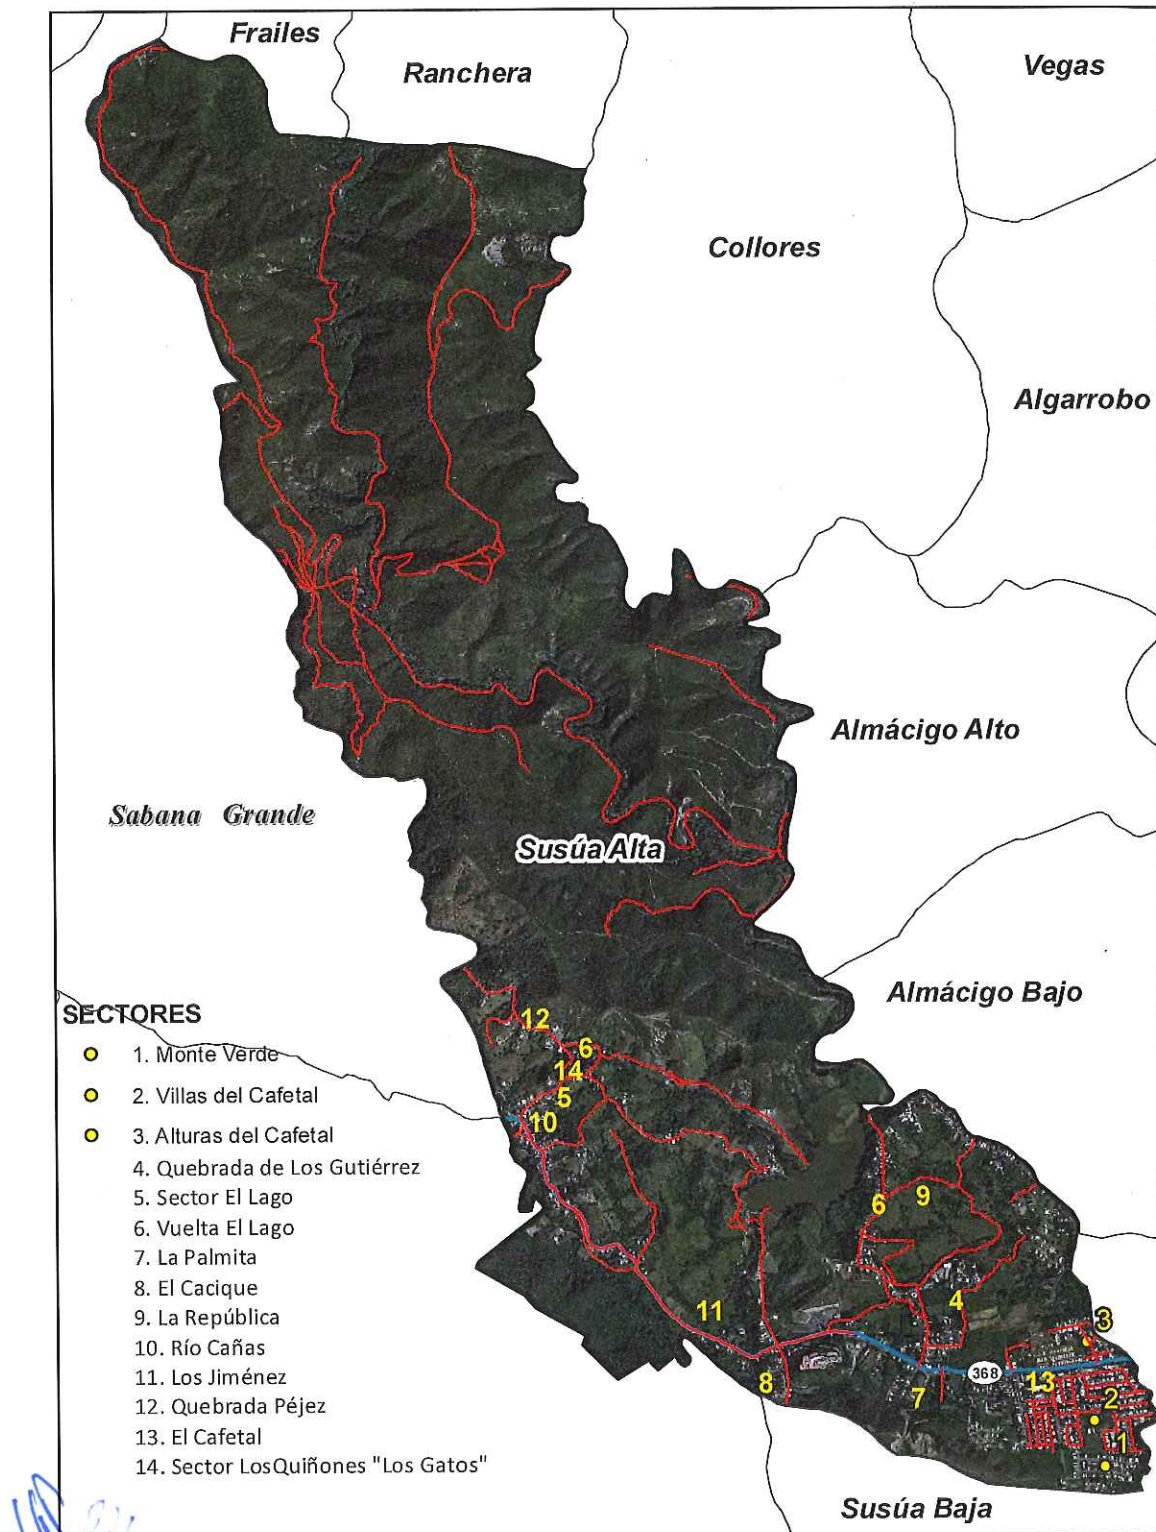 Frailes
Ranchera
Vegas
Collores
Algarrobo
Almácigo Alto
Sabana Grande
Susúa Alta
Almácigo Bajo
SECTORES
1. Monte Verde
2. Villas del Cafetal
3. Alturas del Cafetal
4. Quebrada de Los Gutiérrez
5. Sector El Lago
6. Vuelta El Lago
7. La Palmita
8. El Cacique
9. La República
10. Río Cañas
11. Los Jiménez
12. Quebrada Péjez
13. El Cafetal
14. Sector LosQuiñones "Los Gatos"
12
6
14
5
10
6
9
11
4
3
8
7
368
13
2
1
Susúa Baja